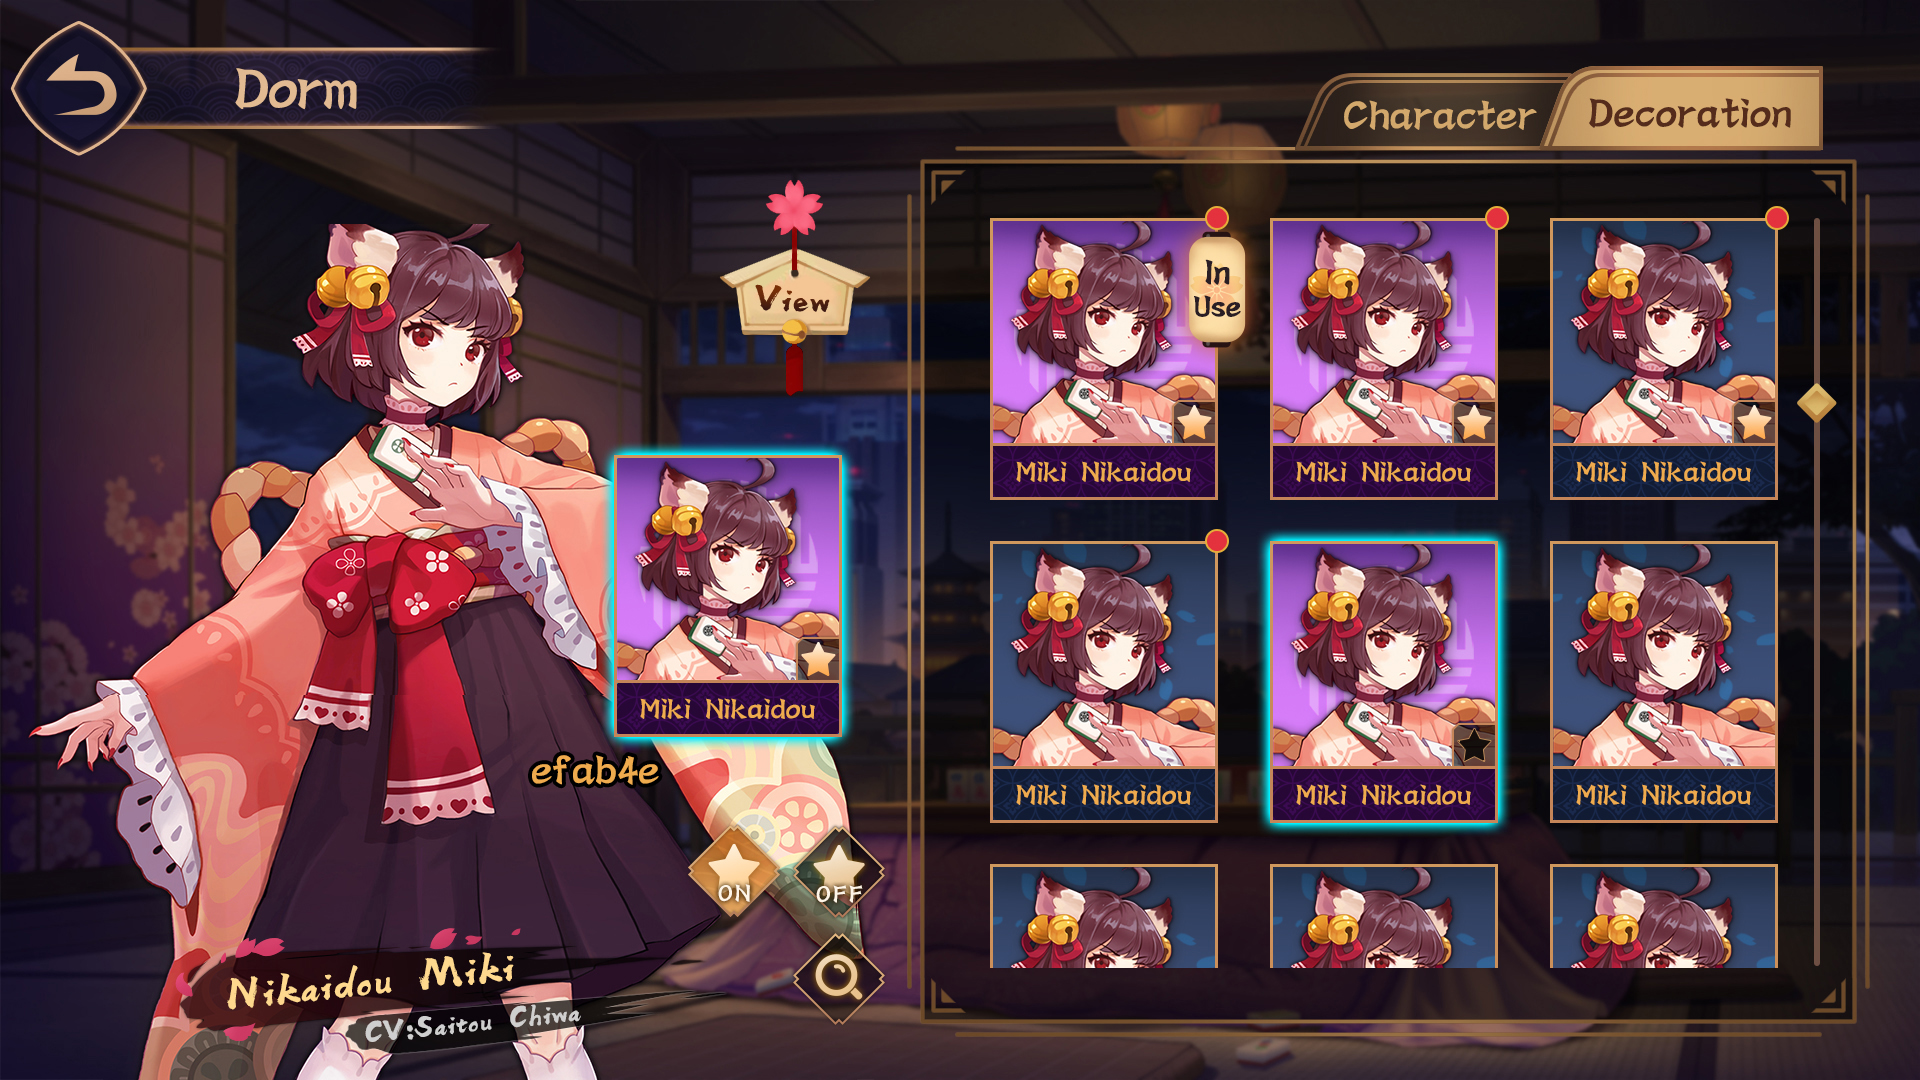 Dorm
Character
Decoration
View
In
Use
Miki Nikaidou
Miki Nikaidou
Miki Nikaidou
Miki Nikaidou
efab4e
Miki Nikaidou
Miki Nikaidou
Miki Nikaidou
ON
OFF
Nikaidou Miki
CV:Saitou Chiwa